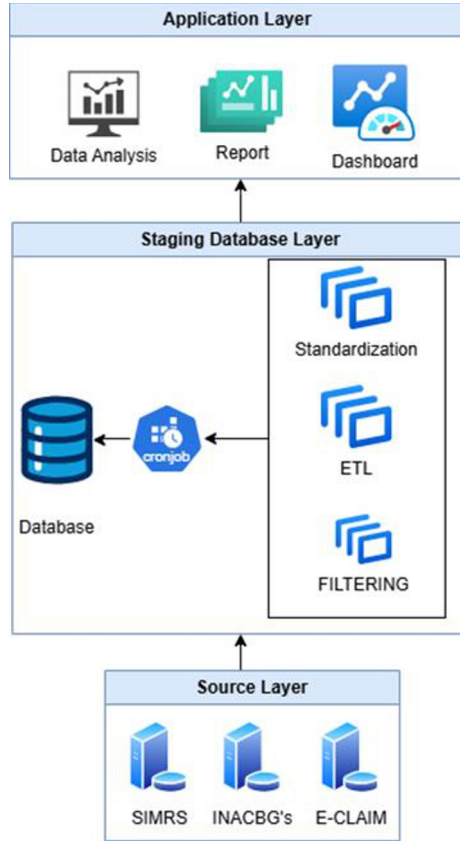 Application Layer
Data Analysis
Report
Dashboard
Staging Database Layer
Standardization
ETL
FILTERING
cronjob
Database
Source Layer
SIMRS
INACBG's
E-CLAIM